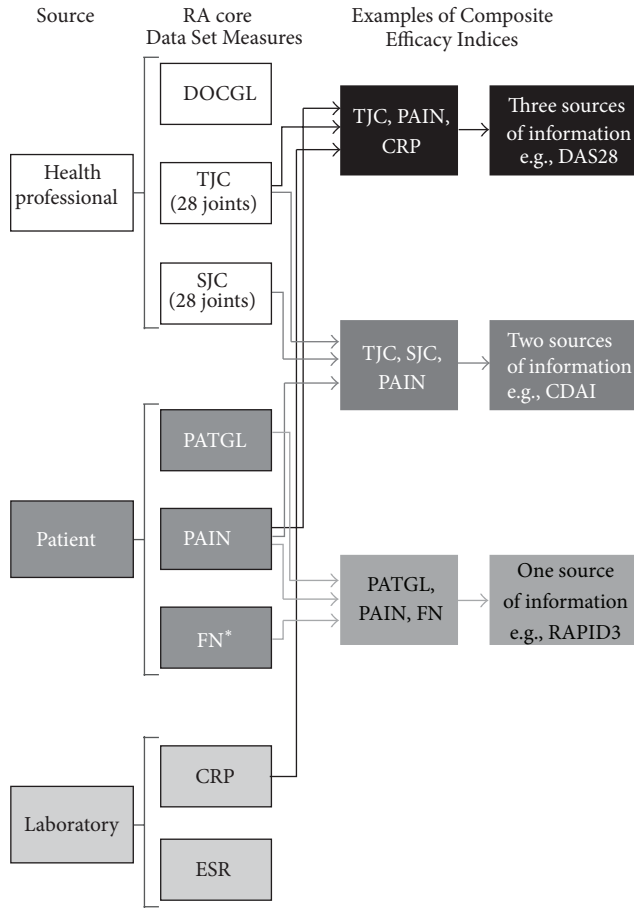 Source
RA core
Data Set Measures
Examples of Composite
Efficacy Indices
Health
professional
DOCGL
TJC
(28 joints)
SJC
(28 joints)
TJC, PAIN,
CRP
Three sources
of information
e.g., DAS28
TJC, SJC,
PAIN
Two sources
of information
e.g., CDAI
Patient
PATGL
PAIN
FN*
PATGL,
PAIN, FN
One source
of information
e.g., RAPID3
Laboratory
CRP
ESR